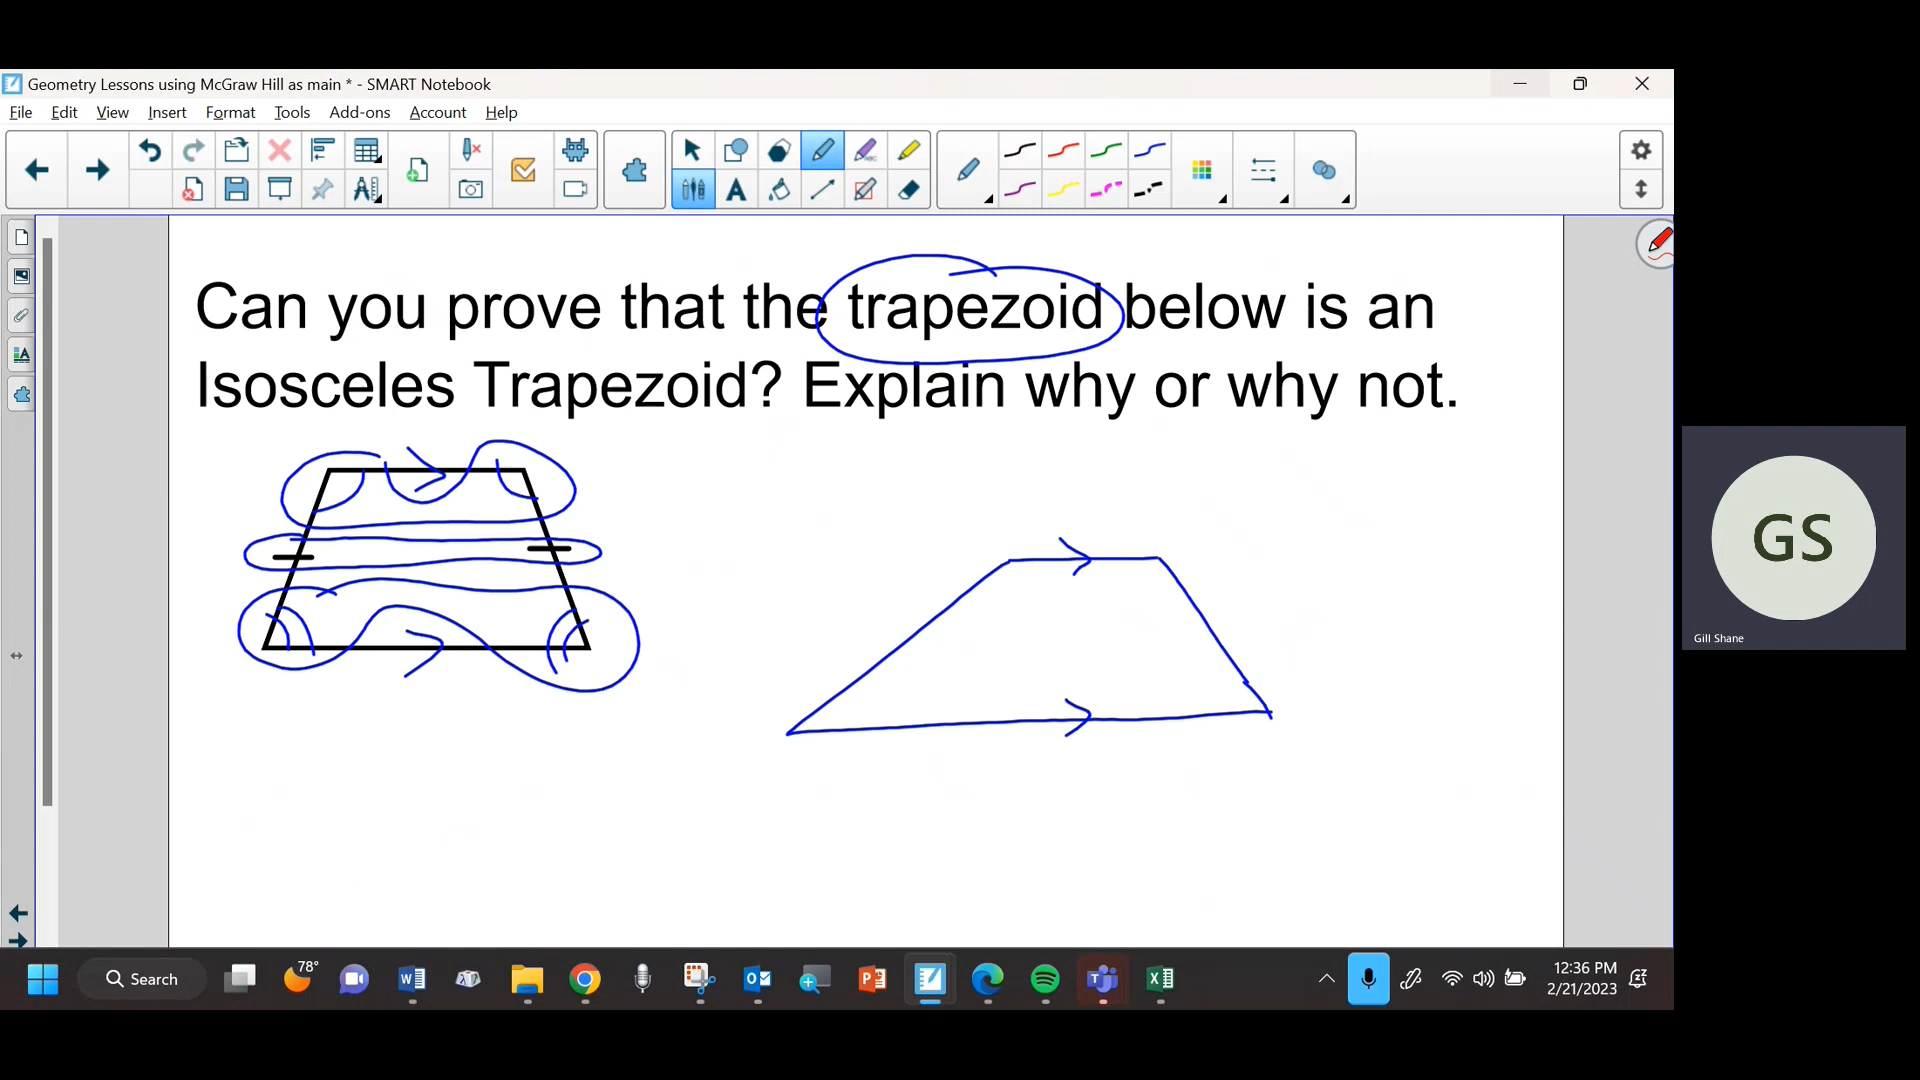 Geometry Lessons using McGraw Hill as main * - SMART Notebook
File Edit View Insert Format Tools Add-ons Account Help
Can you prove that the trapezoid below is an
Isosceles Trapezoid? Explain why or why not.
GS
Gill Shane
78°
Search
12:36 PM
2/21/2023